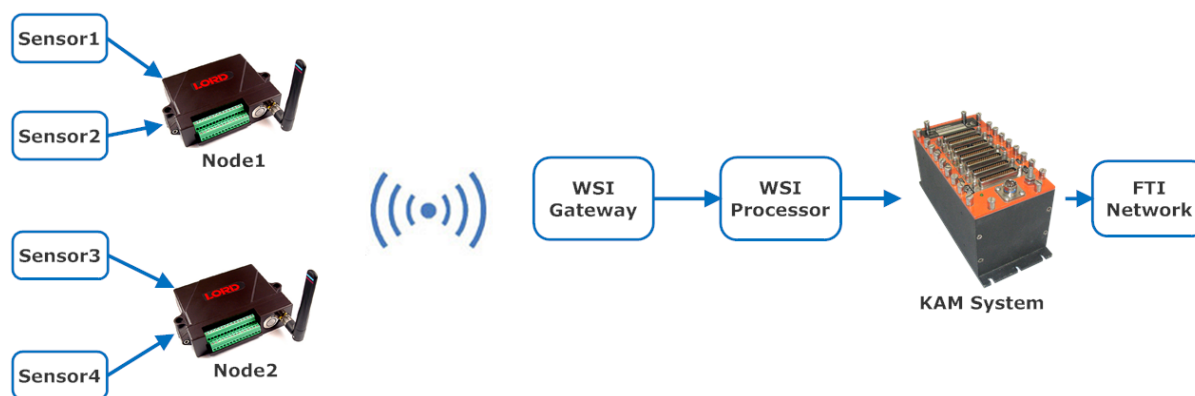 Sensor1
LORD
Sensor2
Node1
WSI
Gateway
WSI
Processor
FTI
Network
KAM System
Sensor3
LORD
Sensor4
Node2